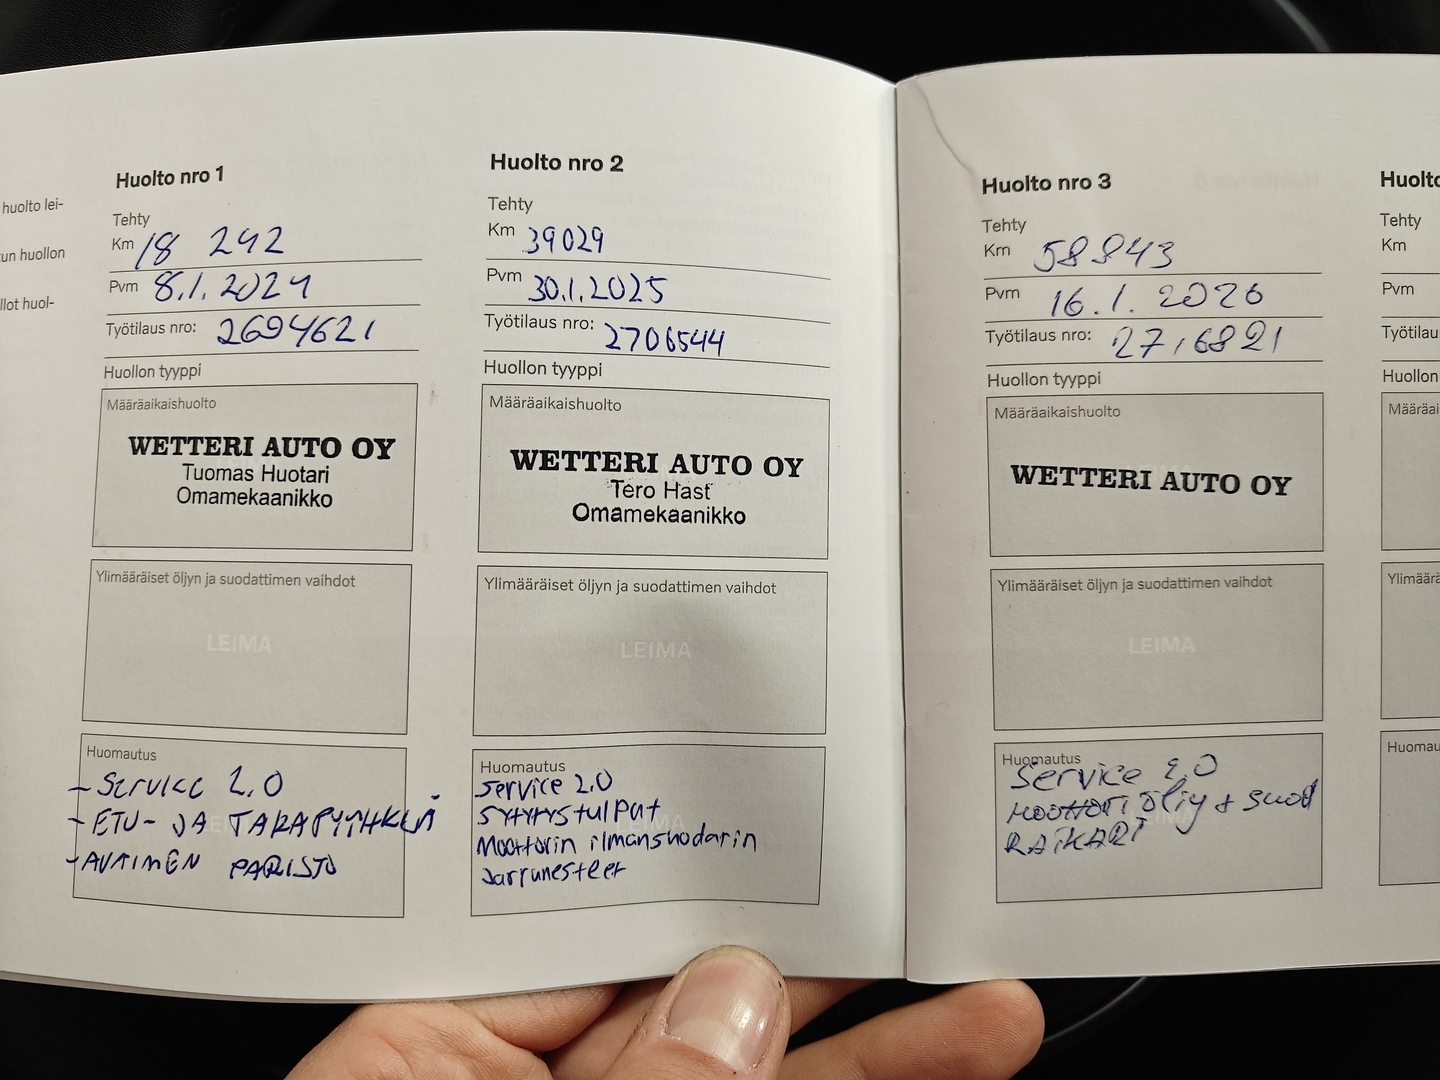 huolto lei-
un huollon
llot huol-
Huolto nro 1
Tehty
Km 18 242
Pvm 8.1.2024
Työtilaus nro: 2694621
Huollon tyyppi
Määräaikaishuolto
WETTERI AUTO OY
Tuomas Huotari
Omamekaanikko
Ylimääräiset öljyn ja suodattimen vaihdot
LEIMA
Huomautus
- Service 2.0
- ETU- JA
- AVAIMEN PARISTO
Huolto nro 2
Tehty
Km 39029
Pvm 30.1.2025
Työtilaus nro: 2706544
Huollon tyyppi
Määräaikaishuolto
WETTERI AUTO OY
Tero Hast
Omamekaanikko
Ylimääräiset öljyn ja suodattimen vaihdot
LEIMA
Huomautus
Service 2.0
Sytytystulpat
Moottorin ilmansuodatin
Jarrunesteet
Huolto nro 3
Tehty
Km 58843
Pvm 16.1.2026
Työtilaus nro: 2716821
Huollon tyyppi
Määräaikaishuolto
WETTERI AUTO OY
Ylimääräiset öljyn ja suodattimen vaihdot
LEIMA
Huomautus
Service 2.0
Moottori öljy + suod
RAIKARI
Huolto
Tehty
Km
Pvm
Työtilau
Huollon
Määräai
Ylimäärä
Huomau